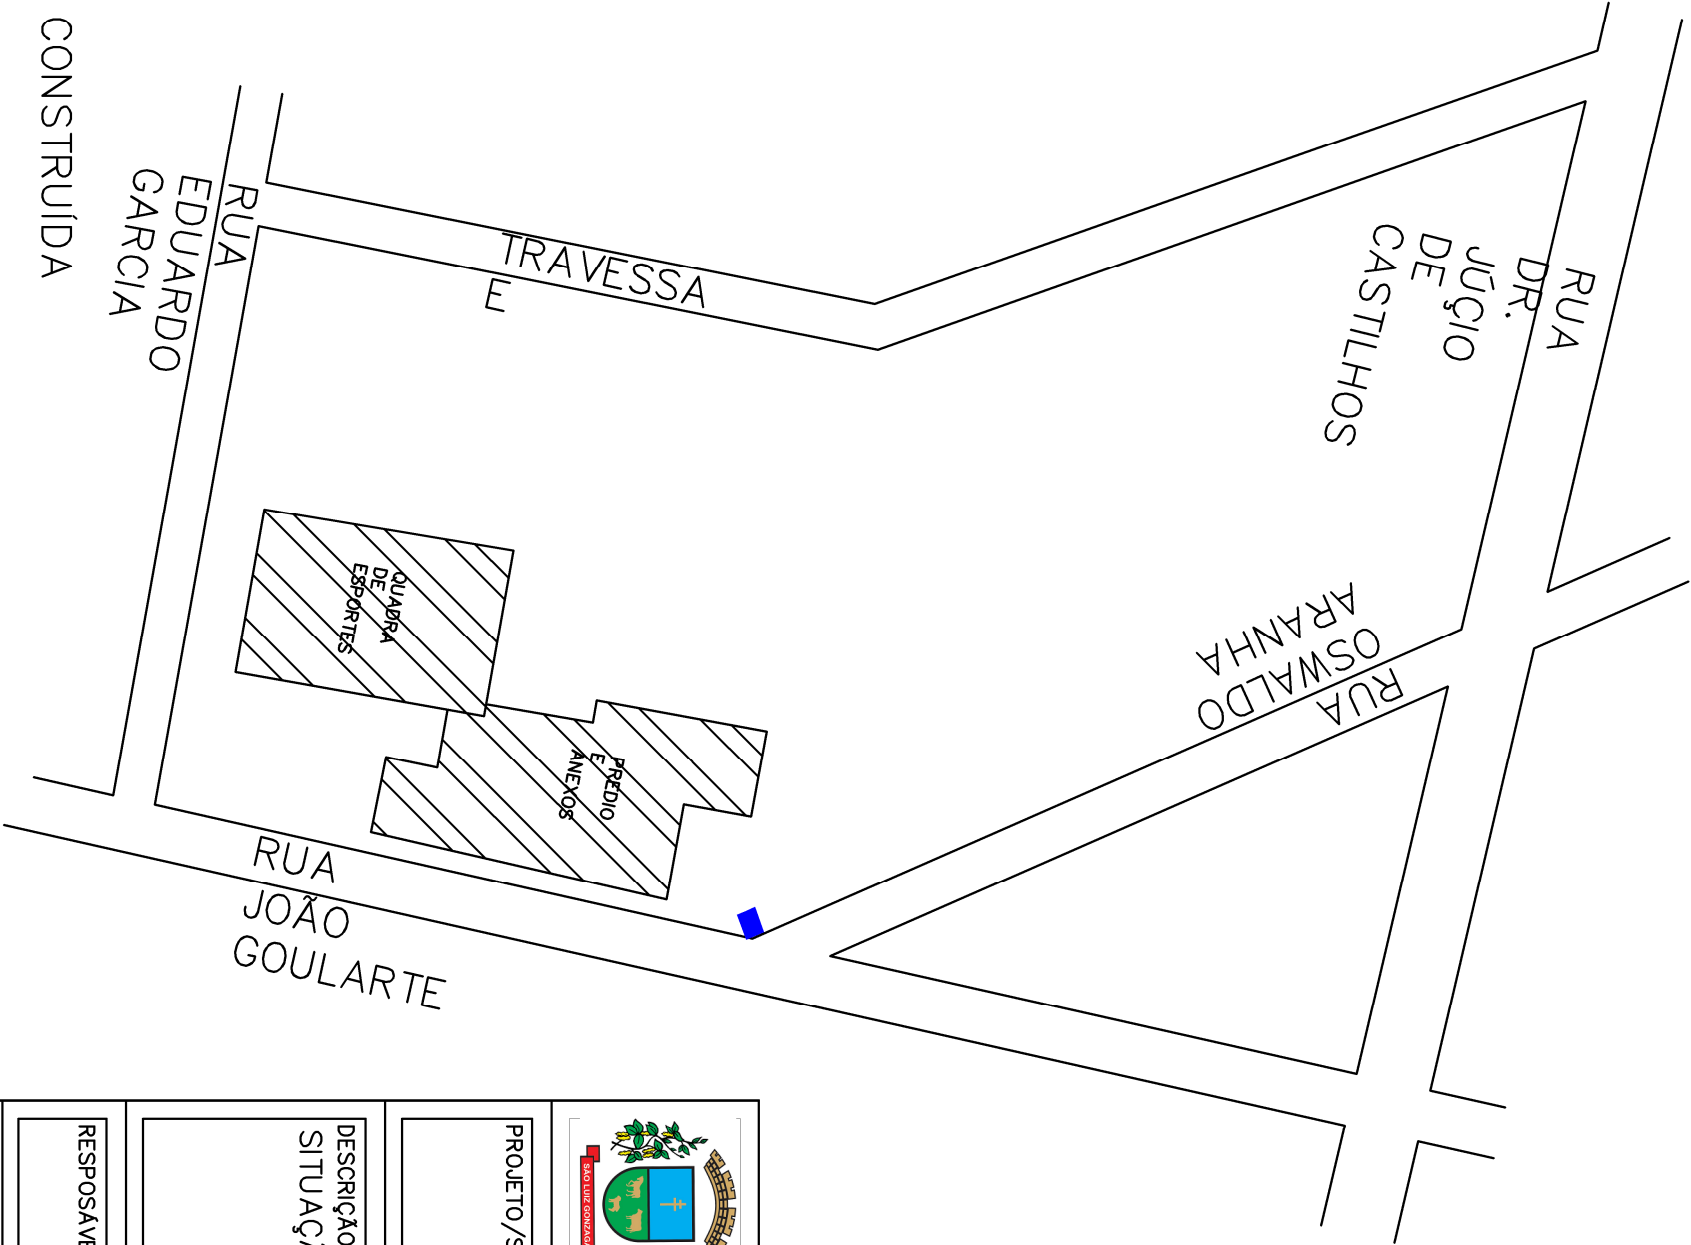 CONSTRUÍDA
RUA
EDUARDO
GARCIA
TRAVESSA
E
RUA
DR.
JÚÇIO
DE
CASTILHOS
QUADRA
DE
ESPORTES
PRÉDIO
E
ANEXOS
RUA
OSWALDO
ARANHA
RUA
JOÃO
GOULARTE
SÃO LUIZ GONZAGA
PROJETO/S
DESCRIÇÃO
SITUAÇÃ
RESPOSÁVE